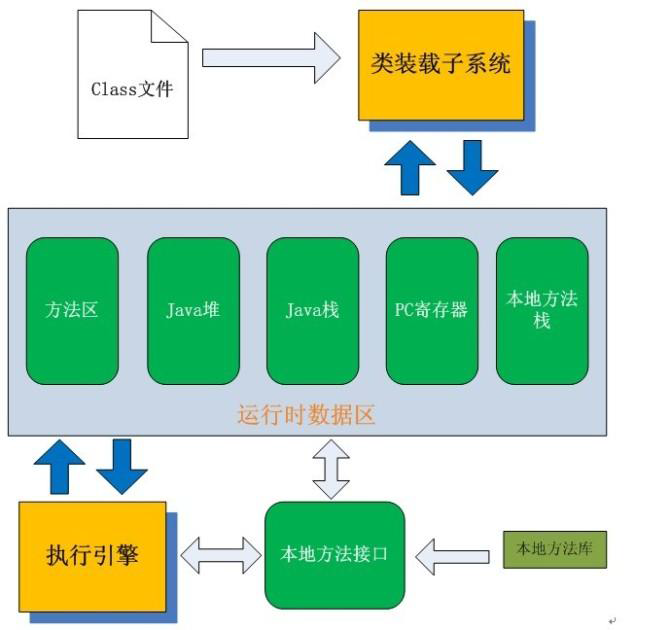 Class文件
类装载子系统
方法区
Java堆
Java栈
PC寄存器
本地方法
栈
运行时数据区
执行引擎
本地方法接口
本地方法库